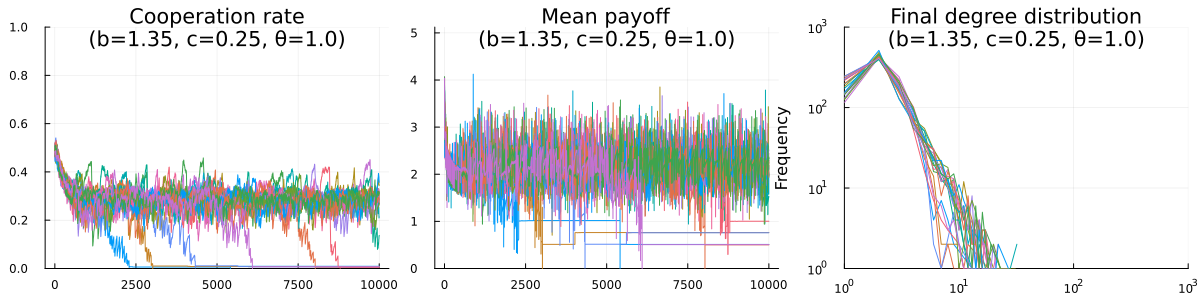 Cooperation rate
(b=1.35, c=0.25, θ=1.0)
1.0
0.8
0.6
0.4
0.2
0.0
0 2500 5000 7500 10000
Mean payoff
(b=1.35, c=0.25, θ=1.0)
5
4
3
2
1
0
0 2500 5000 7500 10000
Final degree distribution
(b=1.35, c=0.25, θ=1.0)
Frequency
10³
10²
10¹
10⁰
10⁰ 10¹ 10² 10³